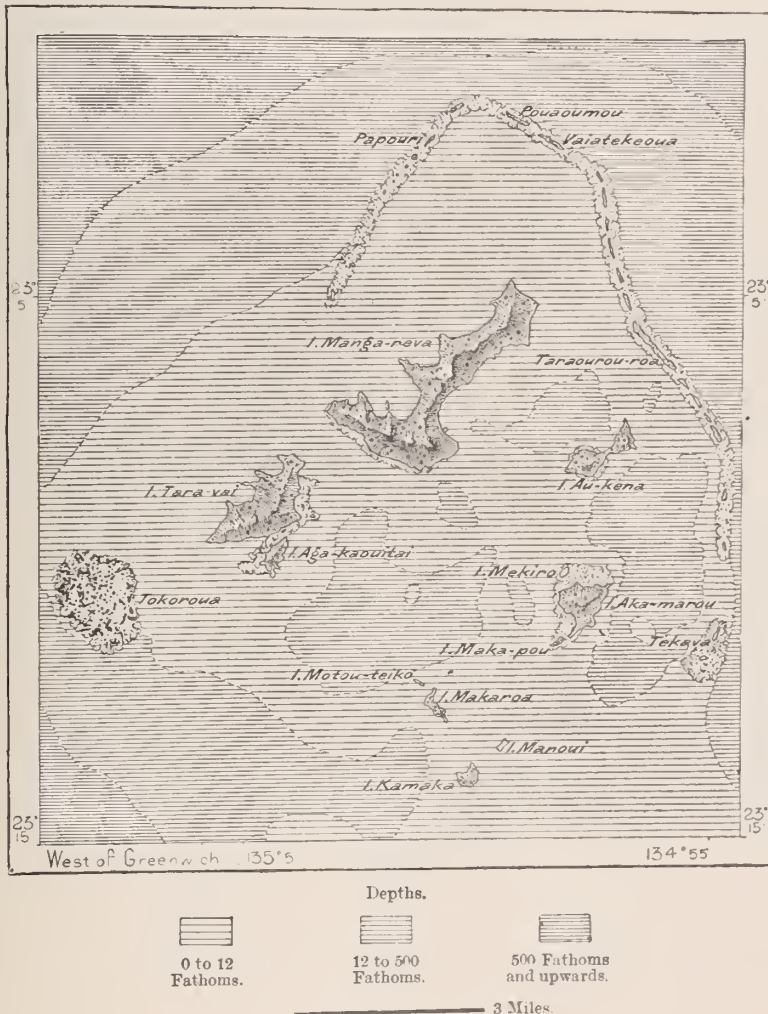 Pouaoumou
Papouri
Vaiatekeoua
23°
5'
23°
5'
I. Manga-reva
Taraourou-roa
I. Tara-vai
I. Au-kena
I. Aga-kaouitai
I. Mekiro
Tokoroua
I. Aka-marou
I. Maka-pou
Tekava
I. Motou-teiko
I. Makaroa
I. Manoui
I. Kamaka
23°
15'
23°
15'
West of Greenwich 135°5
134°55
Depths.
0 to 12
Fathoms.
12 to 500
Fathoms.
500 Fathoms
and upwards.
3 Miles.